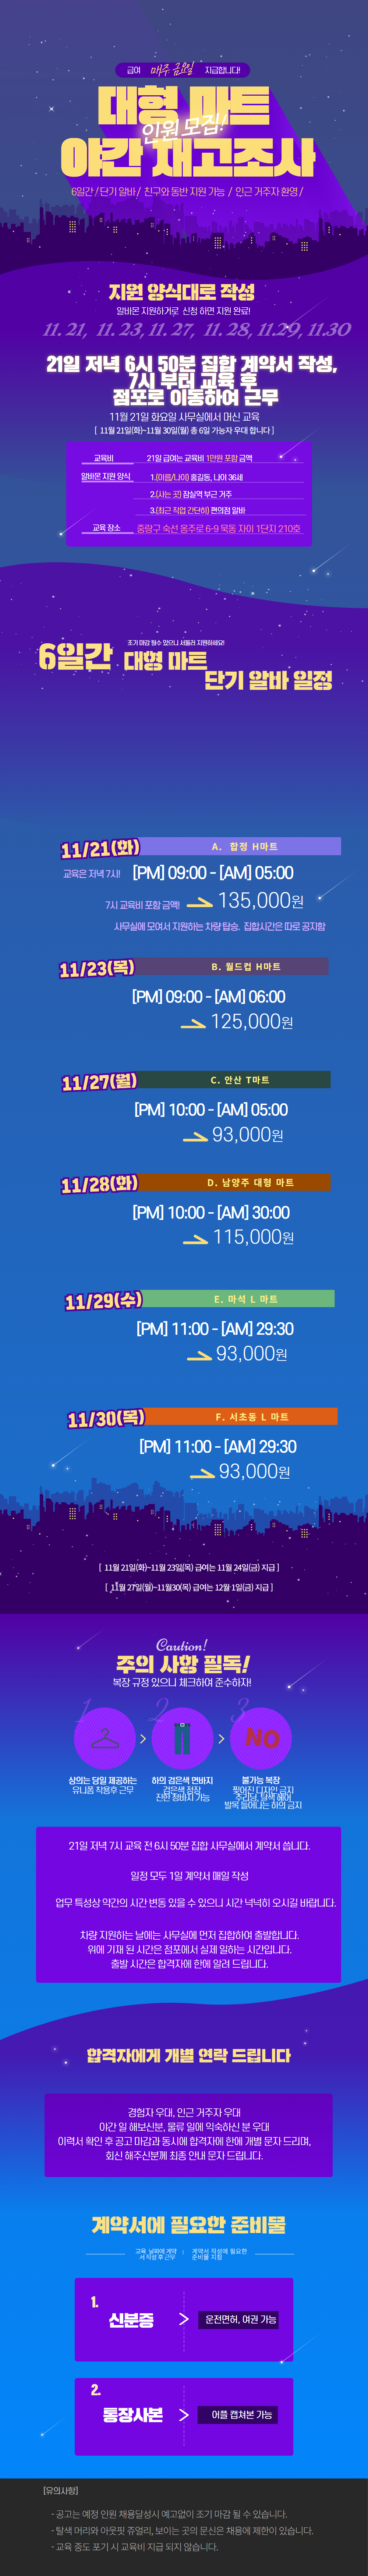 급여 매주 금요일 지급합니다!
대형 마트
인원 모집!
야간 재고조사
6일간 / 단기 알바 / 친구와 동반 지원 가능 / 인근 거주자 환영 /
지원 양식대로 작성
알바몬 지원하기로 신청 하면 지원 완료!
11. 21, 11. 23, 11. 27, 11. 28, 11.29, 11.30
21일 저녁 6시 50분 집합 계약서 작성,
7시 부터 교육 후
점포로 이동하여 근무
11월 21일 화요일 사무실에서 머신 교육
[ 11월 21일(화)~11월 30일(월) 총 6일 가능자 우대 합니다 ]
교육비 21일 급여는 교육비 1만원 포함 금액
알바몬 지원 양식 1.(이름/나이) 홍길동, 나이 36세
2.(사는 곳) 잠실역 부근 거주
3.(최근 직업 간단히) 편의점 알바
교육 장소 중랑구 숙선 옹주로 6-9 묵동 자이 1단지 210호
조기 마감 될수 있으니 서둘러 지원하세요!
6일간 대형 마트
단기 알바 일정
11/21(화) A. 합정 H마트
교육은 저녁 7시! [PM] 09:00 - [AM] 05:00
7시 교육비 포함 금액! 135,000원
사무실에 모여서 지원하는 차량 탑승. 집합시간은 따로 공지함
11/23(목) B. 월드컵 H마트
[PM] 09:00 - [AM] 06:00
125,000원
11/27(월) C. 안산 T마트
[PM] 10:00 - [AM] 05:00
93,000원
11/28(화) D. 남양주 대형 마트
[PM] 10:00 - [AM] 30:00
115,000원
11/29(수) E. 마석 L 마트
[PM] 11:00 - [AM] 29:30
93,000원
11/30(목) F. 서초동 L 마트
[PM] 11:00 - [AM] 29:30
93,000원
[ 11월 21일(화)~11월 23일(목) 급여는 11월 24일(금) 지급 ]
[ 11월 27일(월)~11월30(목) 급여는 12월 1일(금) 지급 ]
Caution!
주의 사항 필독!
복장 규정 있으니 체크하여 준수하자!
1 2 3
NO
상의는 당일 제공하는
유니폼 착용후 근무
하의 검은색 면바지
검은색 정장
진한 청바지 가능
불가능 복장
찢어진 디자인 금지
추리닝, 탈색 헤어
발목 들어나는 하의 금지
21일 저녁 7시 교육 전 6시 50분 집합 사무실에서 계약서 씁니다.
일정 모두 1일 계약서 매일 작성
업무 특성상 약간의 시간 변동 있을 수 있으니 시간 넉넉히 오시길 바랍니다.
차량 지원하는 날에는 사무실에 먼저 집합하여 출발합니다.
위에 기재 된 시간은 점포에서 실제 일하는 시간입니다.
출발 시간은 합격자에 한에 알려 드립니다.
합격자에게 개별 연락 드립니다
경험자 우대, 인근 거주자 우대
야간 일 해보신분, 물류 일에 익숙하신 분 우대
이력서 확인 후 공고 마감과 동시에 합격자에 한에 개별 문자 드리며,
회신 해주신분께 최종 안내 문자 드립니다.
계약서에 필요한 준비물
교육 날짜에 계약
서 작성 후 근무
계약서 작성에 필요한
준비물 지침
1.
신분증
운전면허, 여권 가능
2.
통장사본
어플 캡쳐본 가능
[유의사항]
- 공고는 예정 인원 채용달성시 예고없이 조기 마감 될 수 있습니다.
- 탈색 머리와 아웃핏 쥬얼리, 보이는 곳의 문신은 채용에 제한이 있습니다.
- 교육 중도 포기 시 교육비 지급 되지 않습니다.